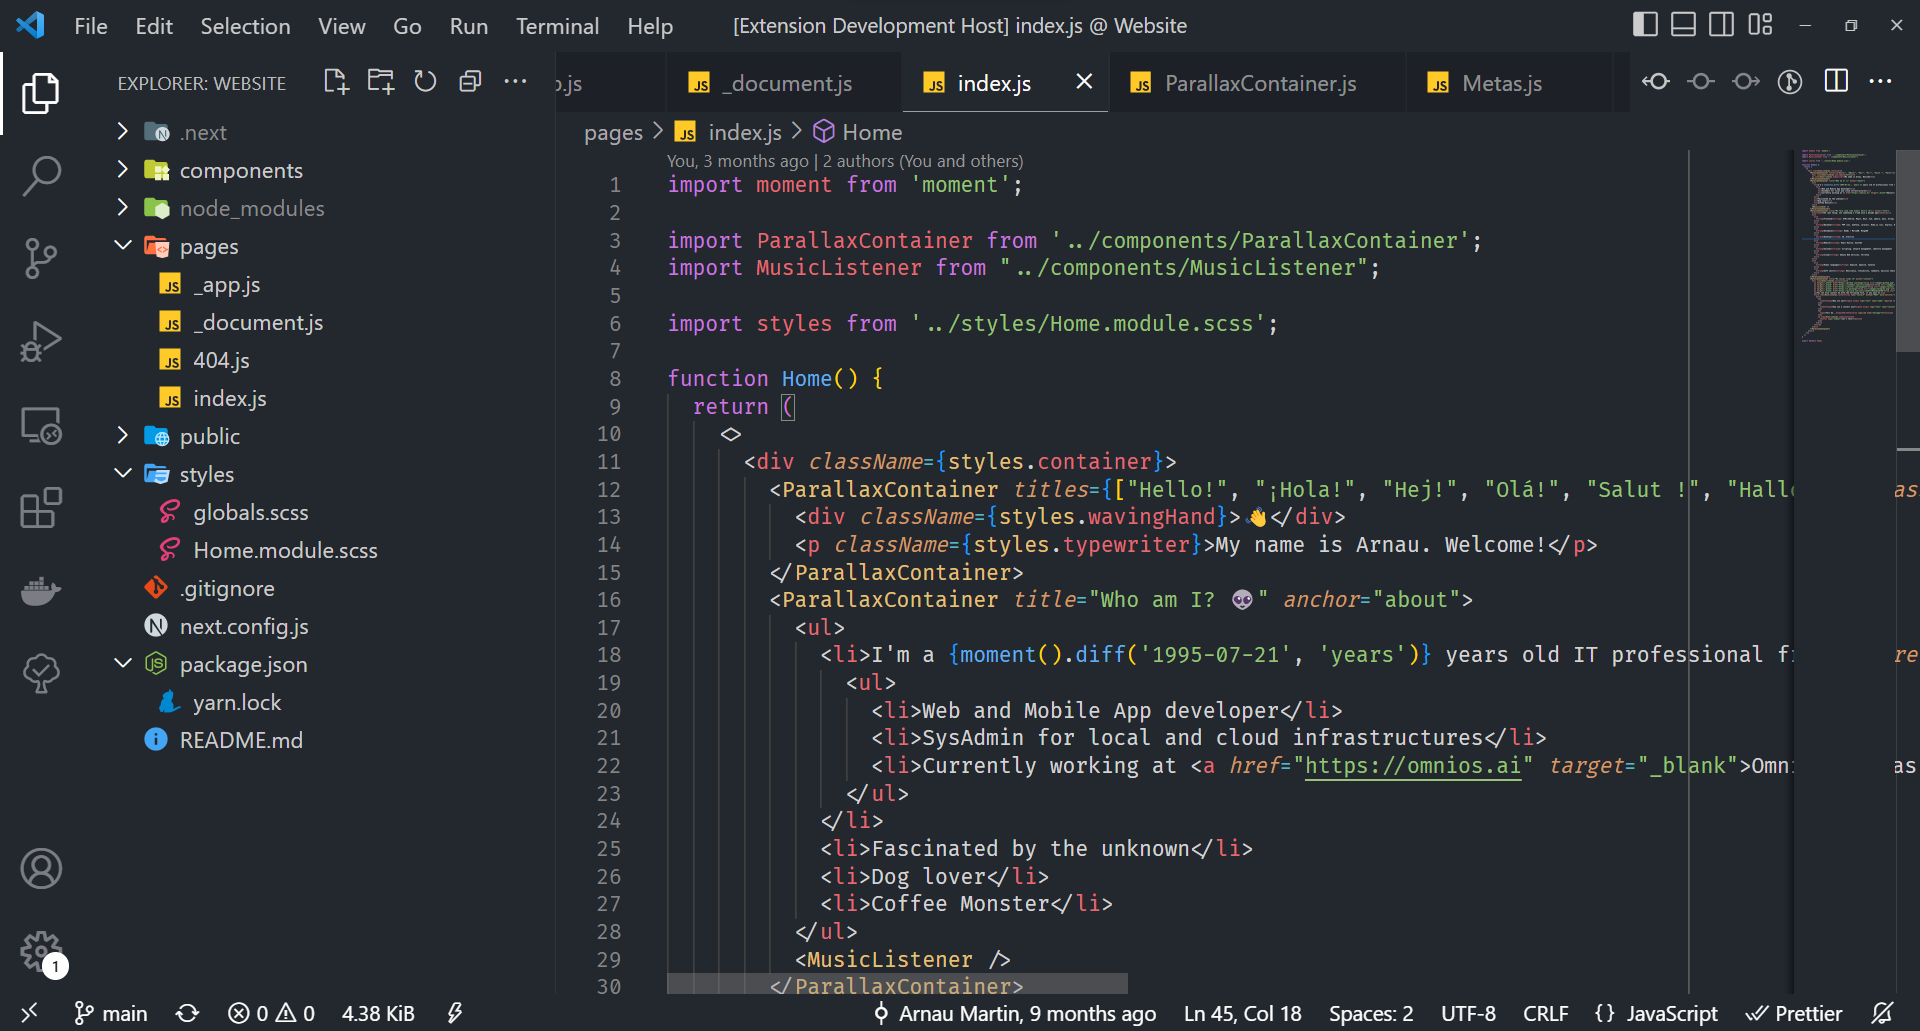 File Edit Selection View Go Run Terminal Help [Extension Development Host] index.js @ Website
EXPLORER: WEBSITE
.next
components
node_modules
pages
_app.js
_document.js
404.js
index.js
public
styles
globals.scss
Home.module.scss
.gitignore
next.config.js
package.json
yarn.lock
README.md
1
.js _document.js index.js ParallaxContainer.js Metas.js
pages > index.js > Home
You, 3 months ago | 2 authors (You and others)
1 import moment from 'moment';
2
3 import ParallaxContainer from '../components/ParallaxContainer';
4 import MusicListener from "../components/MusicListener";
5
6 import styles from '../styles/Home.module.scss';
7
8 function Home() {
9 return (
10 <>
11 <div className={styles.container}>
12 <ParallaxContainer titles={["Hello!", "¡Hola!", "Hej!", "Olá!", "Salut !", "Hall as
13 <div className={styles.wavingHand}>👋</div>
14 <p className={styles.typewriter}>My name is Arnau. Welcome!</p>
15 </ParallaxContainer>
16 <ParallaxContainer title="Who am I? 👽" anchor="about">
17 <ul>
18 <li>I'm a {moment().diff('1995-07-21', 'years')} years old IT professional f re
19 <ul>
20 <li>Web and Mobile App developer</li>
21 <li>SysAdmin for local and cloud infrastructures</li>
22 <li>Currently working at <a href="https://omnios.ai" target="_blank">Omn as
23 </ul>
24 </li>
25 <li>Fascinated by the unknown</li>
26 <li>Dog lover</li>
27 <li>Coffee Monster</li>
28 </ul>
29 <MusicListener />
30 </ParallaxContainer>
main 0 0 4.38 KiB Arnau Martin, 9 months ago Ln 45, Col 18 Spaces: 2 UTF-8 CRLF {} JavaScript Prettier